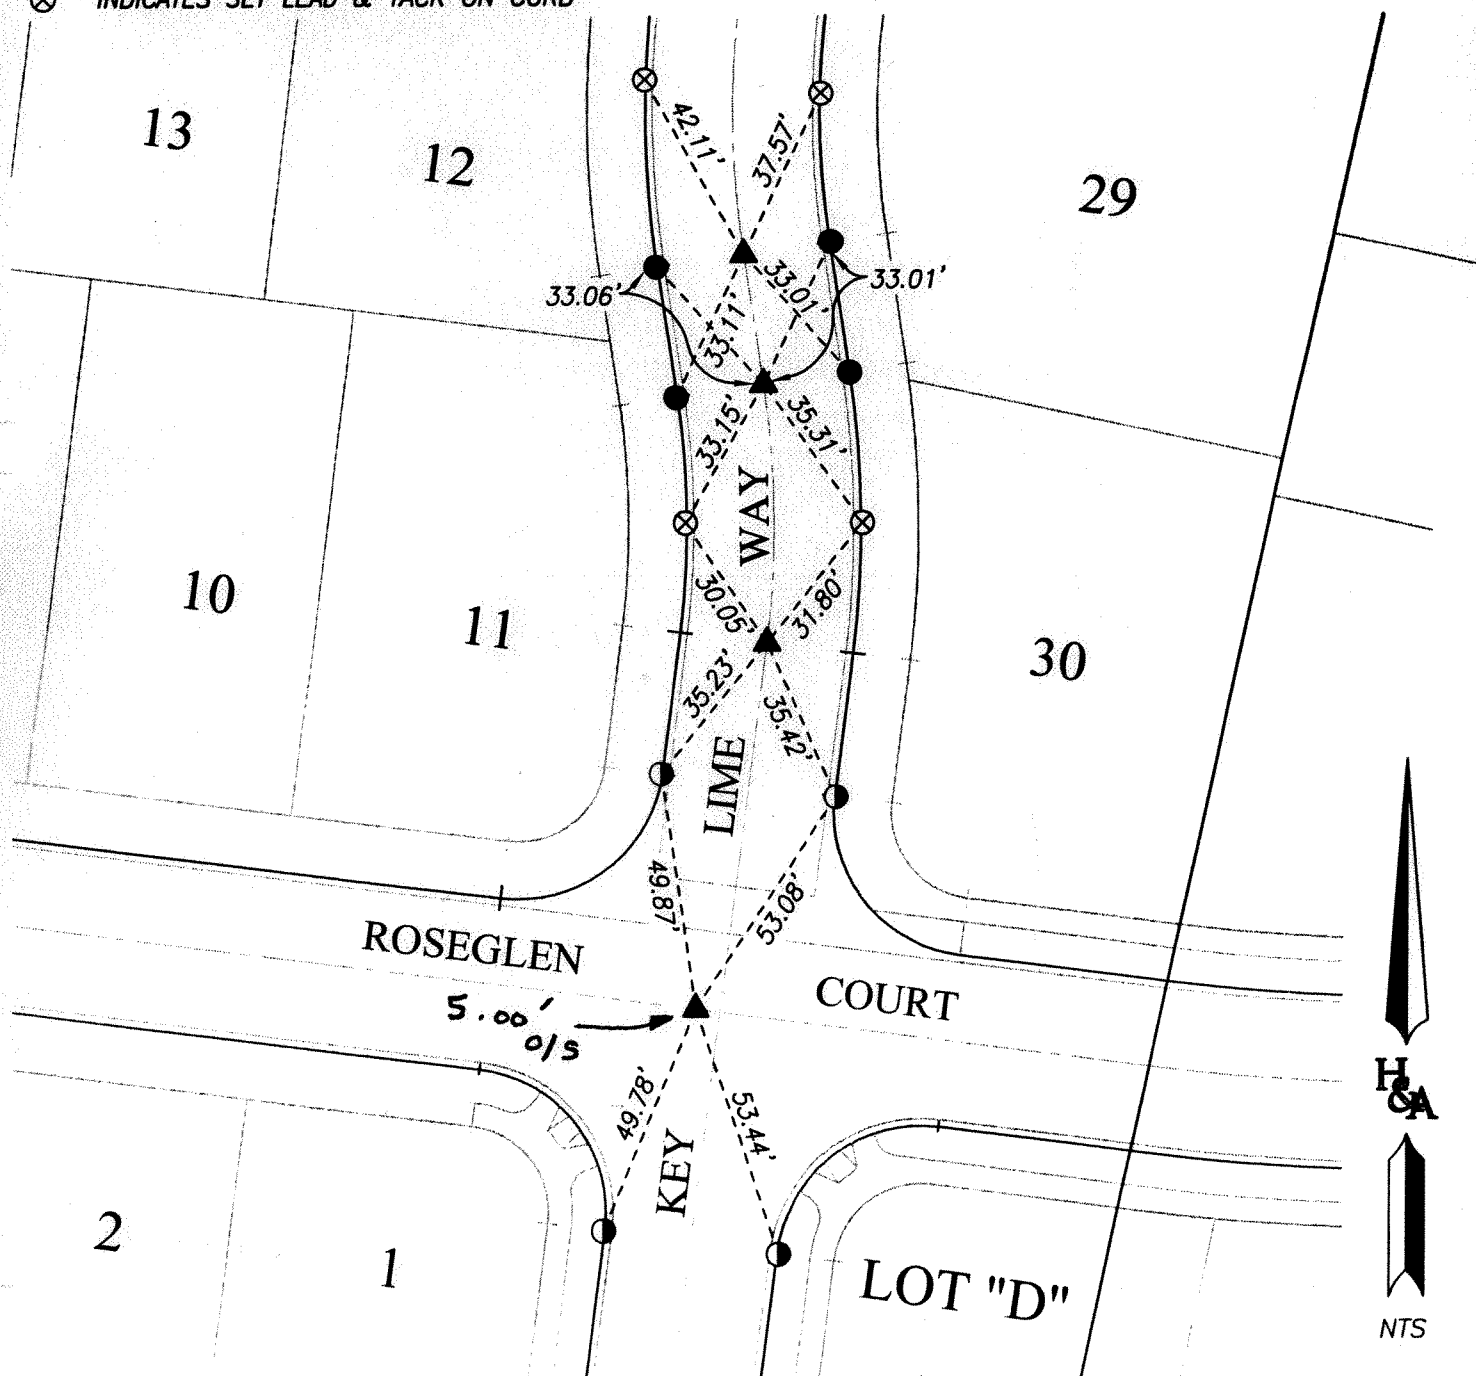 INDICATES SET LEAD & TACK ON CURB
13
12
29
42.11'
37.57'
33.06'
33.01'
33.01'
33.11'
33.15'
35.31'
WAY
10
11
30
30.05'
31.80'
35.23'
35.42'
LIME
49.87'
53.08'
ROSEGLEN
COURT
5.00'
O/S
H&A
49.78'
53.44'
KEY
2
1
LOT "D"
NTS